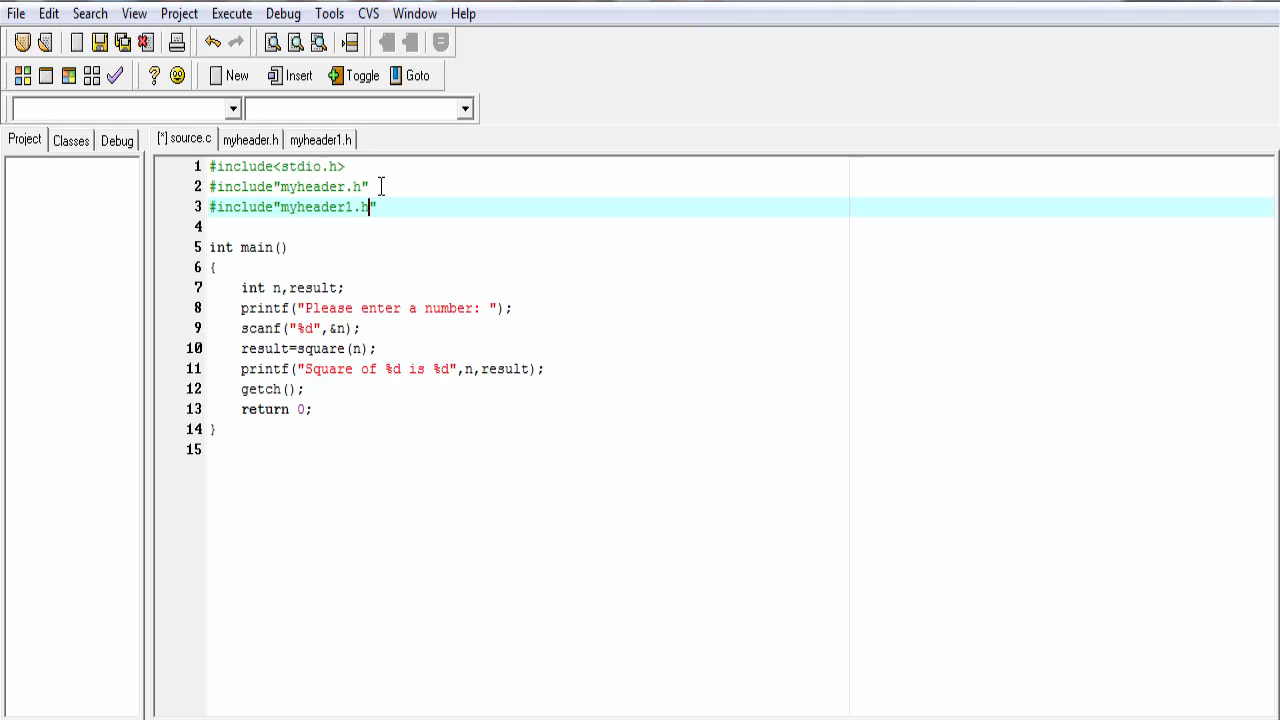 File Edit Search View Project Execute Debug Tools CVS Window Help
New Insert Toggle Goto
Project Classes Debug [*] source.c myheader.h myheader1.h
1 #include<stdio.h>
2 #include"myheader.h"
3 #include"myheader1.h"
4
5 int main()
6 {
7 int n,result;
8 printf("Please enter a number: ");
9 scanf("%d",&n);
10 result=square(n);
11 printf("Square of %d is %d",n,result);
12 getch();
13 return 0;
14 }
15